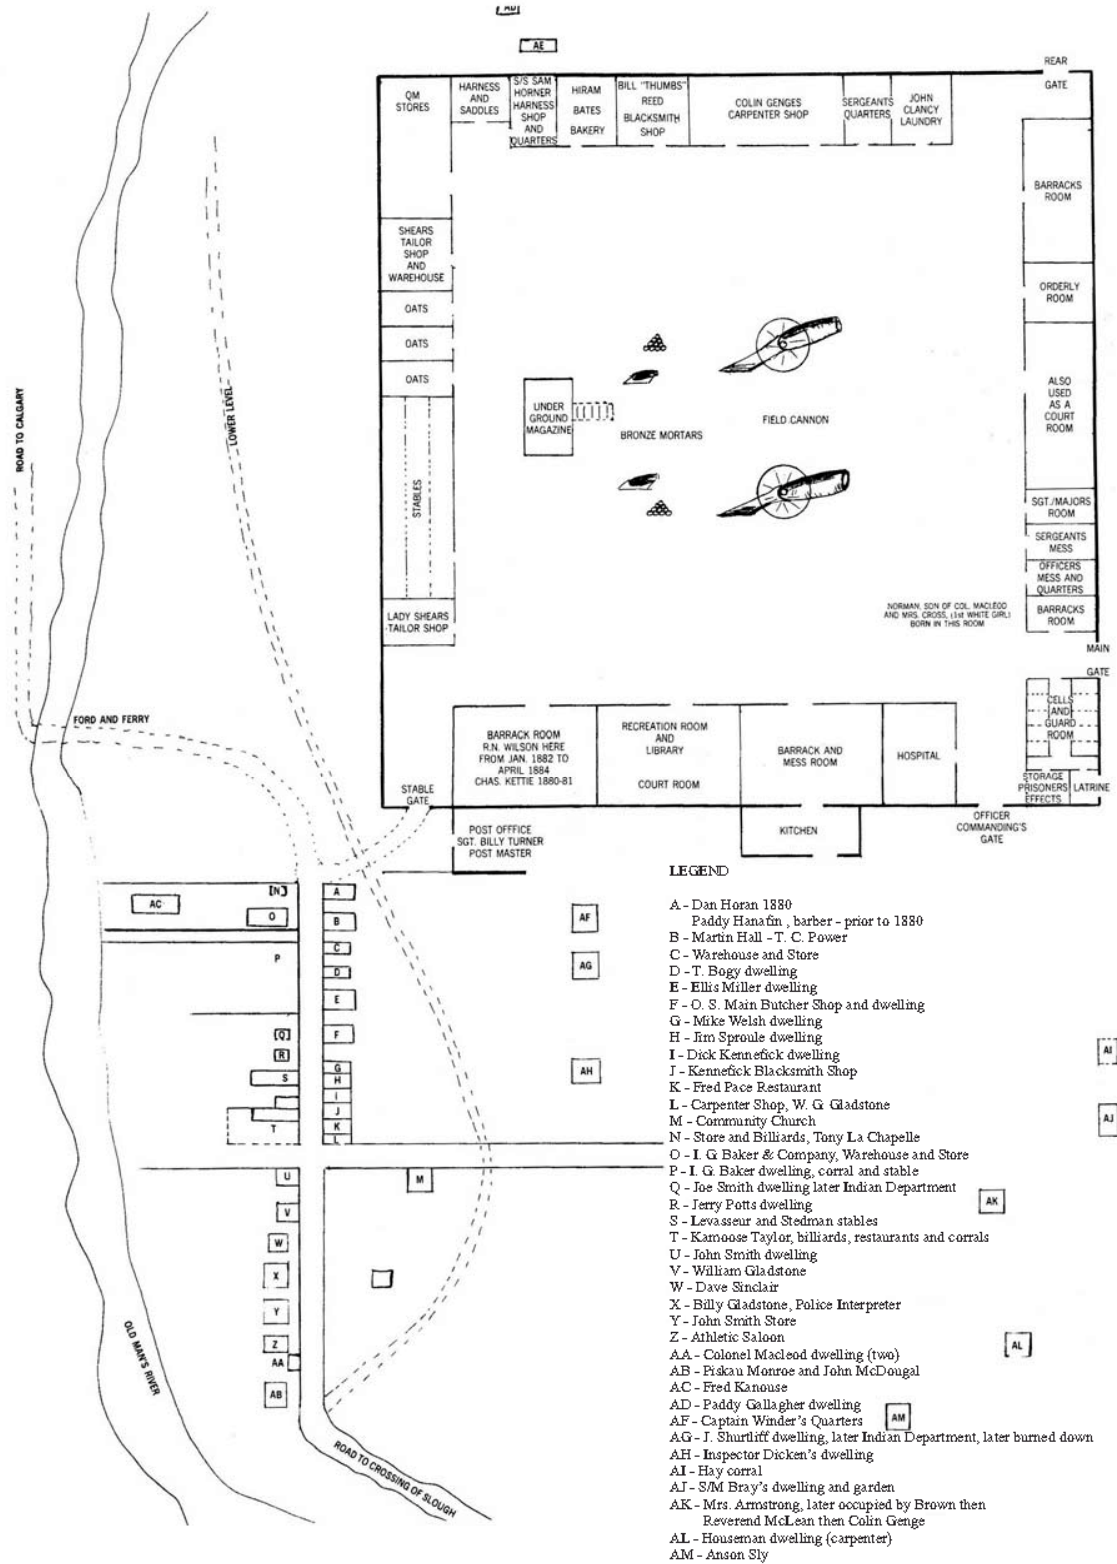 AD
AE
REAR
GATE
QM
STORES
HARNESS
AND
SADDLES
S/S SAM
HORNER
HARNESS
SHOP
AND
QUARTERS
HIRAM
BATES
BAKERY
BILL "THUMBS"
REED
BLACKSMITH
SHOP
COLIN GENGES
CARPENTER SHOP
SERGEANTS
QUARTERS
JOHN
CLANCY
LAUNDRY
BARRACKS
ROOM
SHEARS
TAILOR
SHOP
AND
WAREHOUSE
OATS
OATS
OATS
ORDERLY
ROOM
ALSO
USED
AS A
COURT
ROOM
UNDER
GROUND
MAGAZINE
BRONZE MORTARS
FIELD CANNON
STABLES
LOWER LEVEL
ROAD TO CALGARY
SGT./MAJORS
ROOM
SERGEANTS
MESS
OFFICERS
MESS AND
QUARTERS
BARRACKS
ROOM
NORMAN, SON OF COL. MACLEOD
AND MRS. CROSS, (1st WHITE GIRL)
BORN IN THIS ROOM
LADY SHEARS
TAILOR SHOP
MAIN
GATE
CELLS
AND
GUARD
ROOM
FORD AND FERRY
BARRACK ROOM
R.N. WILSON HERE
FROM JAN. 1882 TO
APRIL 1884
CHAS. KETTIE 1880-81
RECREATION ROOM
AND
LIBRARY
COURT ROOM
BARRACK AND
MESS ROOM
HOSPITAL
STORAGE
PRISONERS
EFFECTS
LATRINE
STABLE
GATE
POST OFFFICE
SGT. BILLY TURNER
POST MASTER
KITCHEN
OFFICER
COMMANDING'S
GATE
N
A
AC
O
B
C
P
D
E
Q
F
R
G
S
H
I
J
T
K
L
U
M
V
W
X
Y
Z
AA
AB
AF
AG
AH
AI
AJ
AK
AL
AM
OLD MAN'S RIVER
ROAD TO CROSSING OF SLOUGH
LEGEND
A - Dan Horan 1880
Paddy Hanafin , barber - prior to 1880
B - Martin Hall - T. C. Power
C - Warehouse and Store
D - T. Bogy dwelling
E - Ellis Miller dwelling
F - O. S. Main Butcher Shop and dwelling
G - Mike Welsh dwelling
H - Jim Sproule dwelling
I - Dick Kennefick dwelling
J - Kennefick Blacksmith Shop
K - Fred Pace Restaurant
L - Carpenter Shop, W. G. Gladstone
M - Community Church
N - Store and Billiards, Tony La Chapelle
O - I. G. Baker & Company, Warehouse and Store
P - I. G. Baker dwelling, corral and stable
Q - Joe Smith dwelling later Indian Department
R - Jerry Potts dwelling
S - Levasseur and Stedman stables
T - Kamoose Taylor, billiards, restaurants and corrals
U - John Smith dwelling
V - William Gladstone
W - Dave Sinclair
X - Billy Gladstone, Police Interpreter
Y - John Smith Store
Z - Athletic Saloon
AA - Colonel Macleod dwelling (two)
AB - Piskau Monroe and John McDougal
AC - Fred Kanouse
AD - Paddy Gallagher dwelling
AF - Captain Winder's Quarters
AG - J. Shurtliff dwelling, later Indian Department, later burned down
AH - Inspector Dicken's dwelling
AI - Hay corral
AJ - S/M Bray's dwelling and garden
AK - Mrs. Armstrong, later occupied by Brown then
Reverend McLean then Colin Genge
AL - Houseman dwelling (carpenter)
AM - Anson Sly